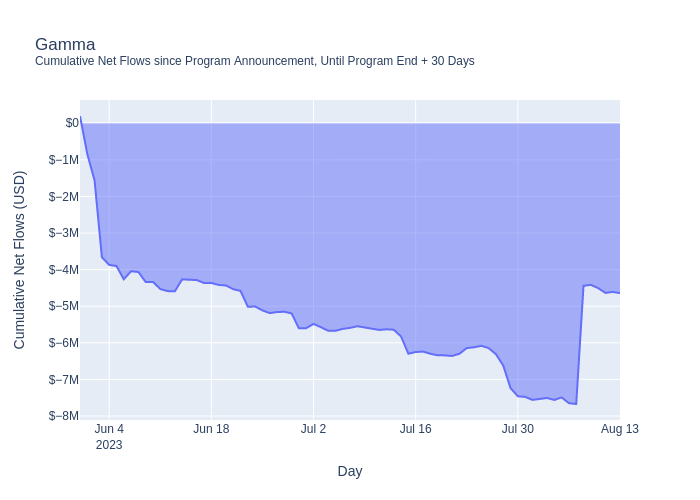 Gamma
Cumulative Net Flows since Program Announcement, Until Program End + 30 Days
$0
$−1M
$−2M
$−3M
$−4M
$−5M
$−6M
$−7M
$−8M
Cumulative Net Flows (USD)
Jun 4
2023
Jun 18
Jul 2
Jul 16
Jul 30
Aug 13
Day